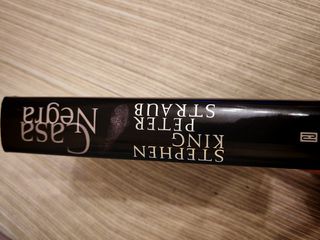 STEPHEN
KING
PETER
STRAUB
Casa
Negra